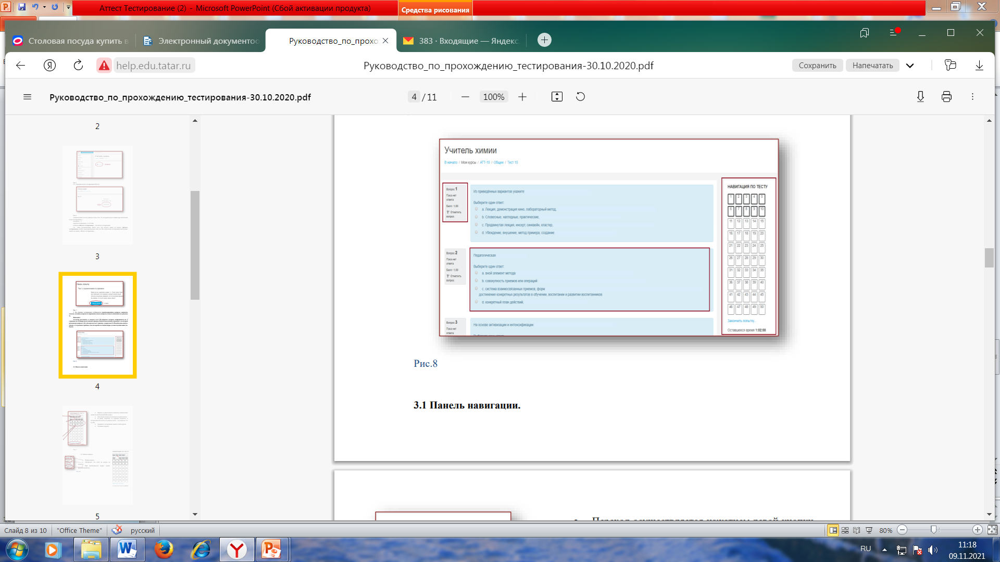 Аттест Тестирование (2) - Microsoft PowerPoint (Сбой активации продукта)
Средства рисования
Столовая посуда купить в
Электронный документоо
Руководство_по_прохо
383 · Входящие — Яндекс.
help.edu.tatar.ru
Руководство_по_прохождению_тестирования-30.10.2020.pdf
Сохранить
Напечатать
Руководство_по_прохождению_тестирования-30.10.2020.pdf
4 / 11
100%
2
3
4
5
Учитель химии
В начало / Мои курсы / АТТ-15 / Общее / Тест 15
Вопрос 1
Пока нет
ответа
Балл: 1.00
Отметить
вопрос
Из приведённых вариантов укажите
Выберите один ответ:
a. Лекция, демонстрация кино, лабораторный метод,
b. Словесные, наглядные, практические,
c. Продвинутая лекция, инсерт, синквейн, кластер,
d. Убеждение, внушение, метод примера, создание
Вопрос 2
Пока нет
ответа
Балл: 1.00
Отметить
вопрос
Педагогическая
Выберите один ответ:
a. вной элемент метода
b. совокупность приемов или операций
c. система взаимосвязанных приемов, форм
достижение конкретных результатов в обучении, воспитании и развитии воспитанников
d. конкретный план действий,
Вопрос 3
Пока нет
ответа
На основе активизации и интенсификации
НАВИГАЦИЯ ПО ТЕСТУ
1 2 3 4 5
6 7 8 9 10
11 12 13 14 15
16 17 18 19 20
21 22 23 24 25
26 27 28 29 30
31 32 33 34 35
36 37 38 39 40
41 42 43 44 45
46 47 48 49 50
Закончить попытку...
Оставшееся время 1:02:00
Рис.8
3.1 Панель навигации.
Переход осуществляется нажатием левой кнопки
Слайд 8 из 10
"Office Theme"
русский
80%
RU
11:18
09.11.2021